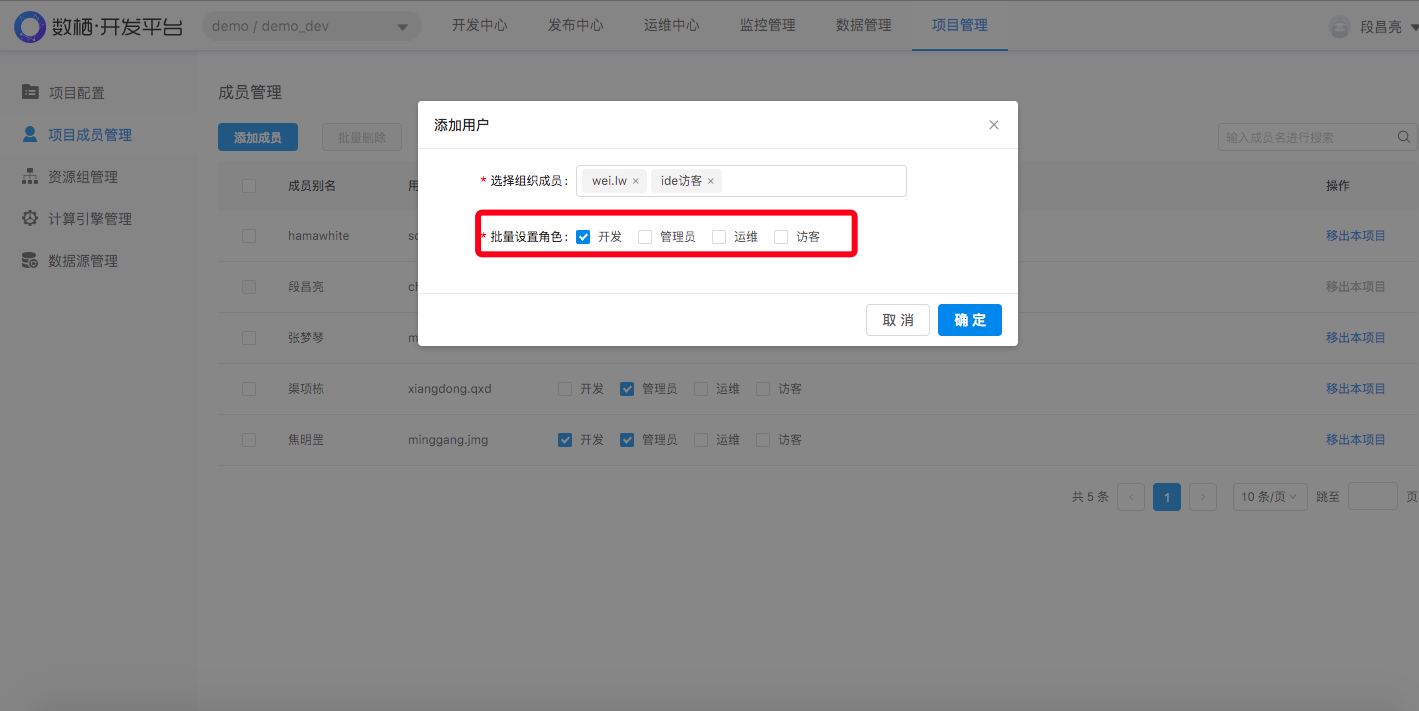 数栖·开发平台 demo / demo_dev 开发中心 发布中心 运维中心 监控管理 数据管理 项目管理 段昌亮
项目配置
项目成员管理
资源组管理
计算引擎管理
数据源管理
成员管理
添加成员 批量删除 输入成员名进行搜索
成员别名 用 操作
hamawhite 移出本项目
段昌亮 移出本项目
张梦琴 移出本项目
渠项栋 xiangdong.qxd 开发 管理员 运维 访客 移出本项目
焦明罡 minggang.jmg 开发 管理员 运维 访客 移出本项目
共 5 条 1 10 条/页 跳至 页
添加用户
* 选择组织成员: wei.lw × ide访客 ×
* 批量设置角色: 开发 管理员 运维 访客
取 消 确 定